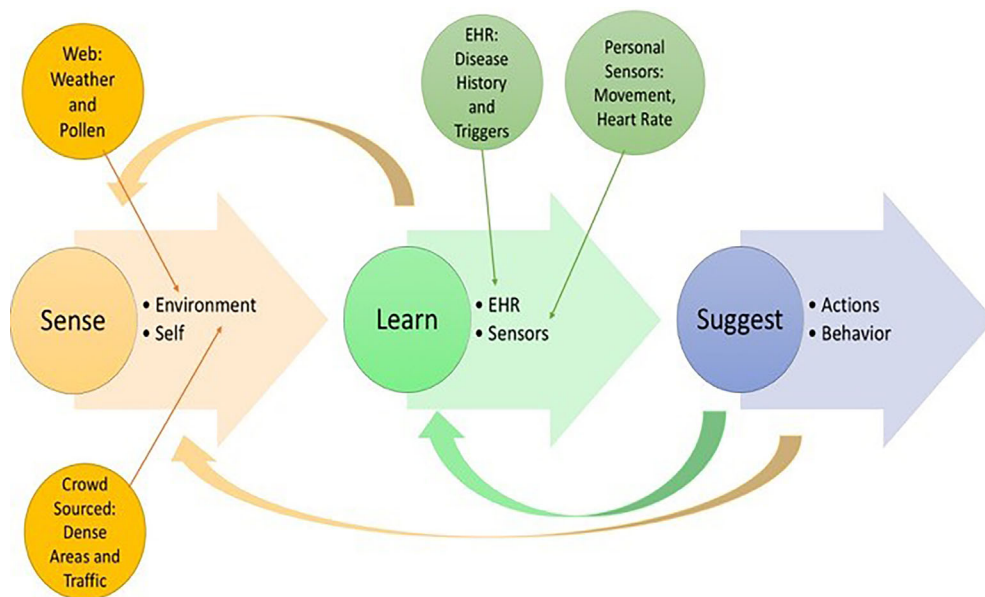 Web:
Weather
and
Pollen
EHR:
Disease
History
and
Triggers
Personal
Sensors:
Movement,
Heart Rate
Sense
• Environment
• Self
Learn
• EHR
• Sensors
Suggest
• Actions
• Behavior
Crowd
Sourced:
Dense
Areas and
Traffic